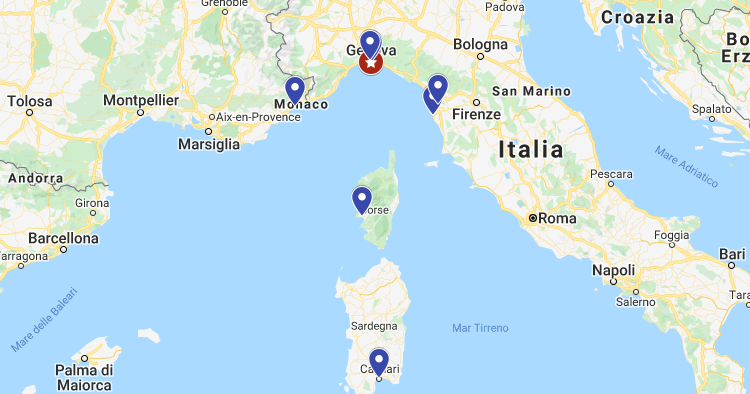 Grenoble
Padova
Croazia
Genova
Bologna
Bo
Erz
Tolosa
Montpellier
Monaco
San Marino
Aix-en-Provence
Firenze
Spalato
Marsiglia
Italia
Mare Adriatico
Andorra
Pescara
Girona
Corse
Roma
Barcellona
Foggia
Bari
Tarragona
Napoli
Salerno
Tara
Mare delle Baleari
Sardegna
Mar Tirreno
Palma di
Maiorca
Cagliari